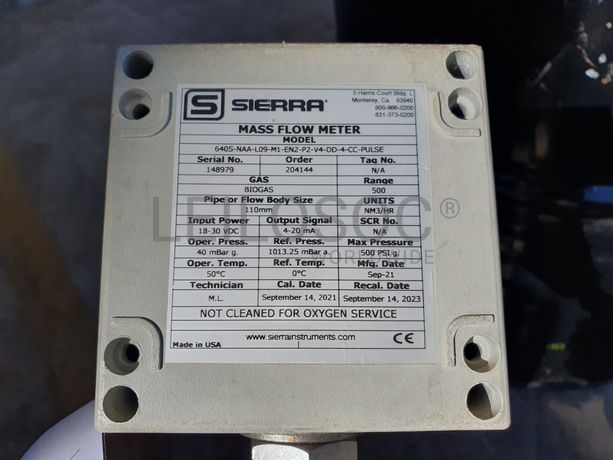 5 Harris Court Bldg. L
Monterey, Ca. 93940
800-866-0200
831-373-0200
S SIERRA®
MASS FLOW METER
MODEL
640S-NAA-L09-M1-EN2-P2-V4-DD-4-CC-PULSE
Serial No. Order Tag No.
148979 204144 N/A
GAS Range
BIOGAS 500
Pipe or Flow Body Size UNITS
110mm NM3/HR
Input Power Output Signal SCR No.
18-30 VDC 4-20 mA N/A
Oper. Press. Ref. Press. Max Pressure
40 mBar g. 1013.25 mBar a. 500 PSI g.
Oper. Temp. Ref. Temp. Mfg. Date
50°C 0°C Sep-21
Technician Cal. Date Recal. Date
M.L. September 14, 2021 September 14, 2023
NOT CLEANED FOR OXYGEN SERVICE
www.sierrainstruments.com
Made in USA CE
LEILOSOC®
WORLDWIDE